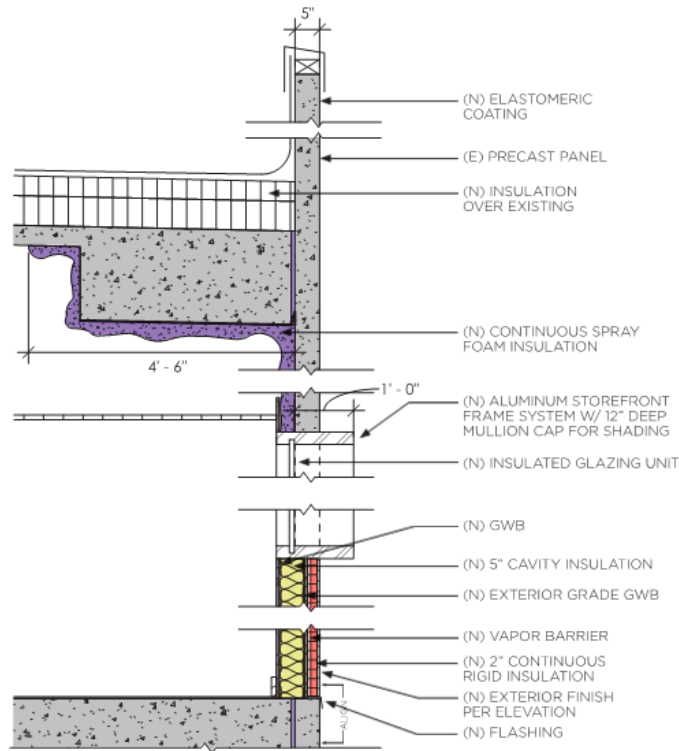 5"
(N) ELASTOMERIC
COATING
(E) PRECAST PANEL
(N) INSULATION
OVER EXISTING
(N) CONTINUOUS SPRAY
FOAM INSULATION
4' - 6"
1' - 0"
(N) ALUMINUM STOREFRONT
FRAME SYSTEM W/ 12" DEEP
MULLION CAP FOR SHADING
(N) INSULATED GLAZING UNIT
(N) GWB
(N) 5" CAVITY INSULATION
(N) EXTERIOR GRADE GWB
(N) VAPOR BARRIER
(N) 2" CONTINUOUS
RIGID INSULATION
(N) EXTERIOR FINISH
PER ELEVATION
(N) FLASHING
ALIGN